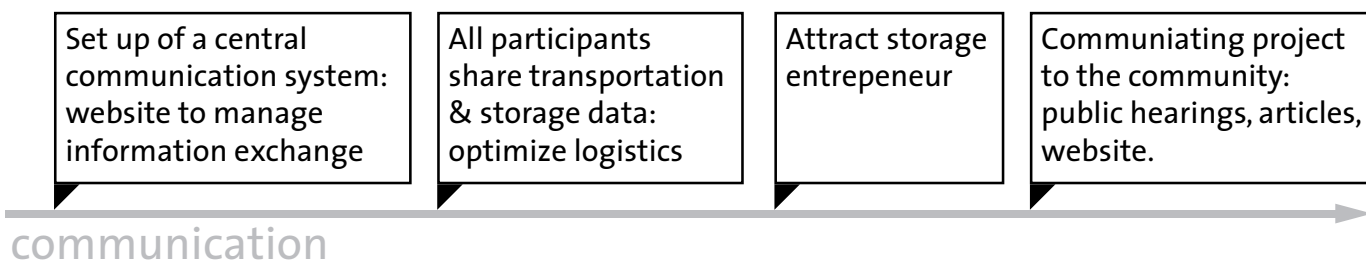 Set up of a central
communication system:
website to manage
information exchange
All participants
share transportation
& storage data:
optimize logistics
Attract storage
entrepeneur
Communiating project
to the community:
public hearings, articles,
website.
communication